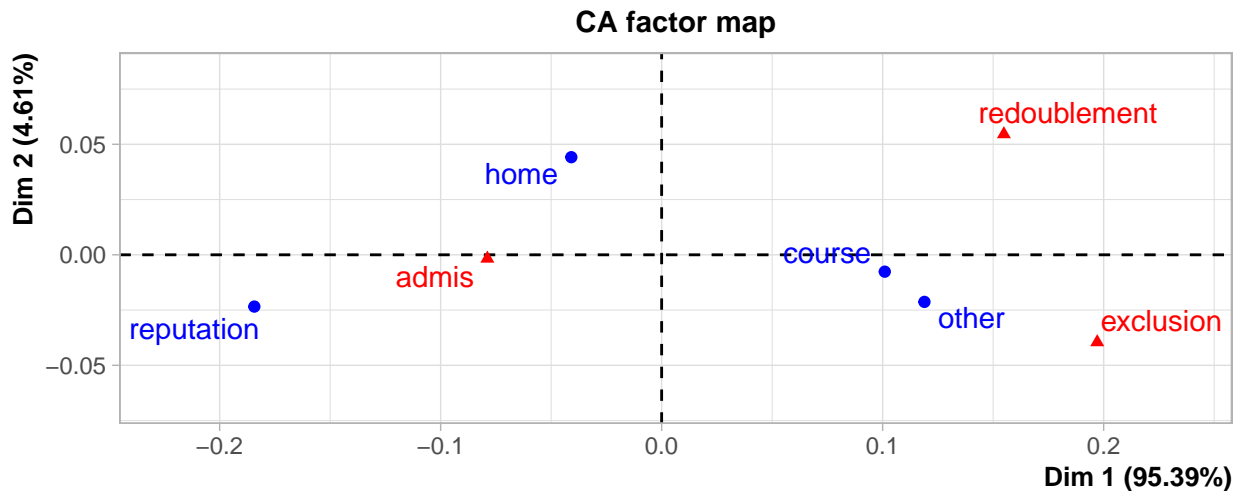 CA factor map
Dim 2 (4.61%)
redoublement
0.05
home
0.00
course
admis
other
exclusion
reputation
−0.05
−0.2
−0.1
0.0
0.1
0.2
Dim 1 (95.39%)